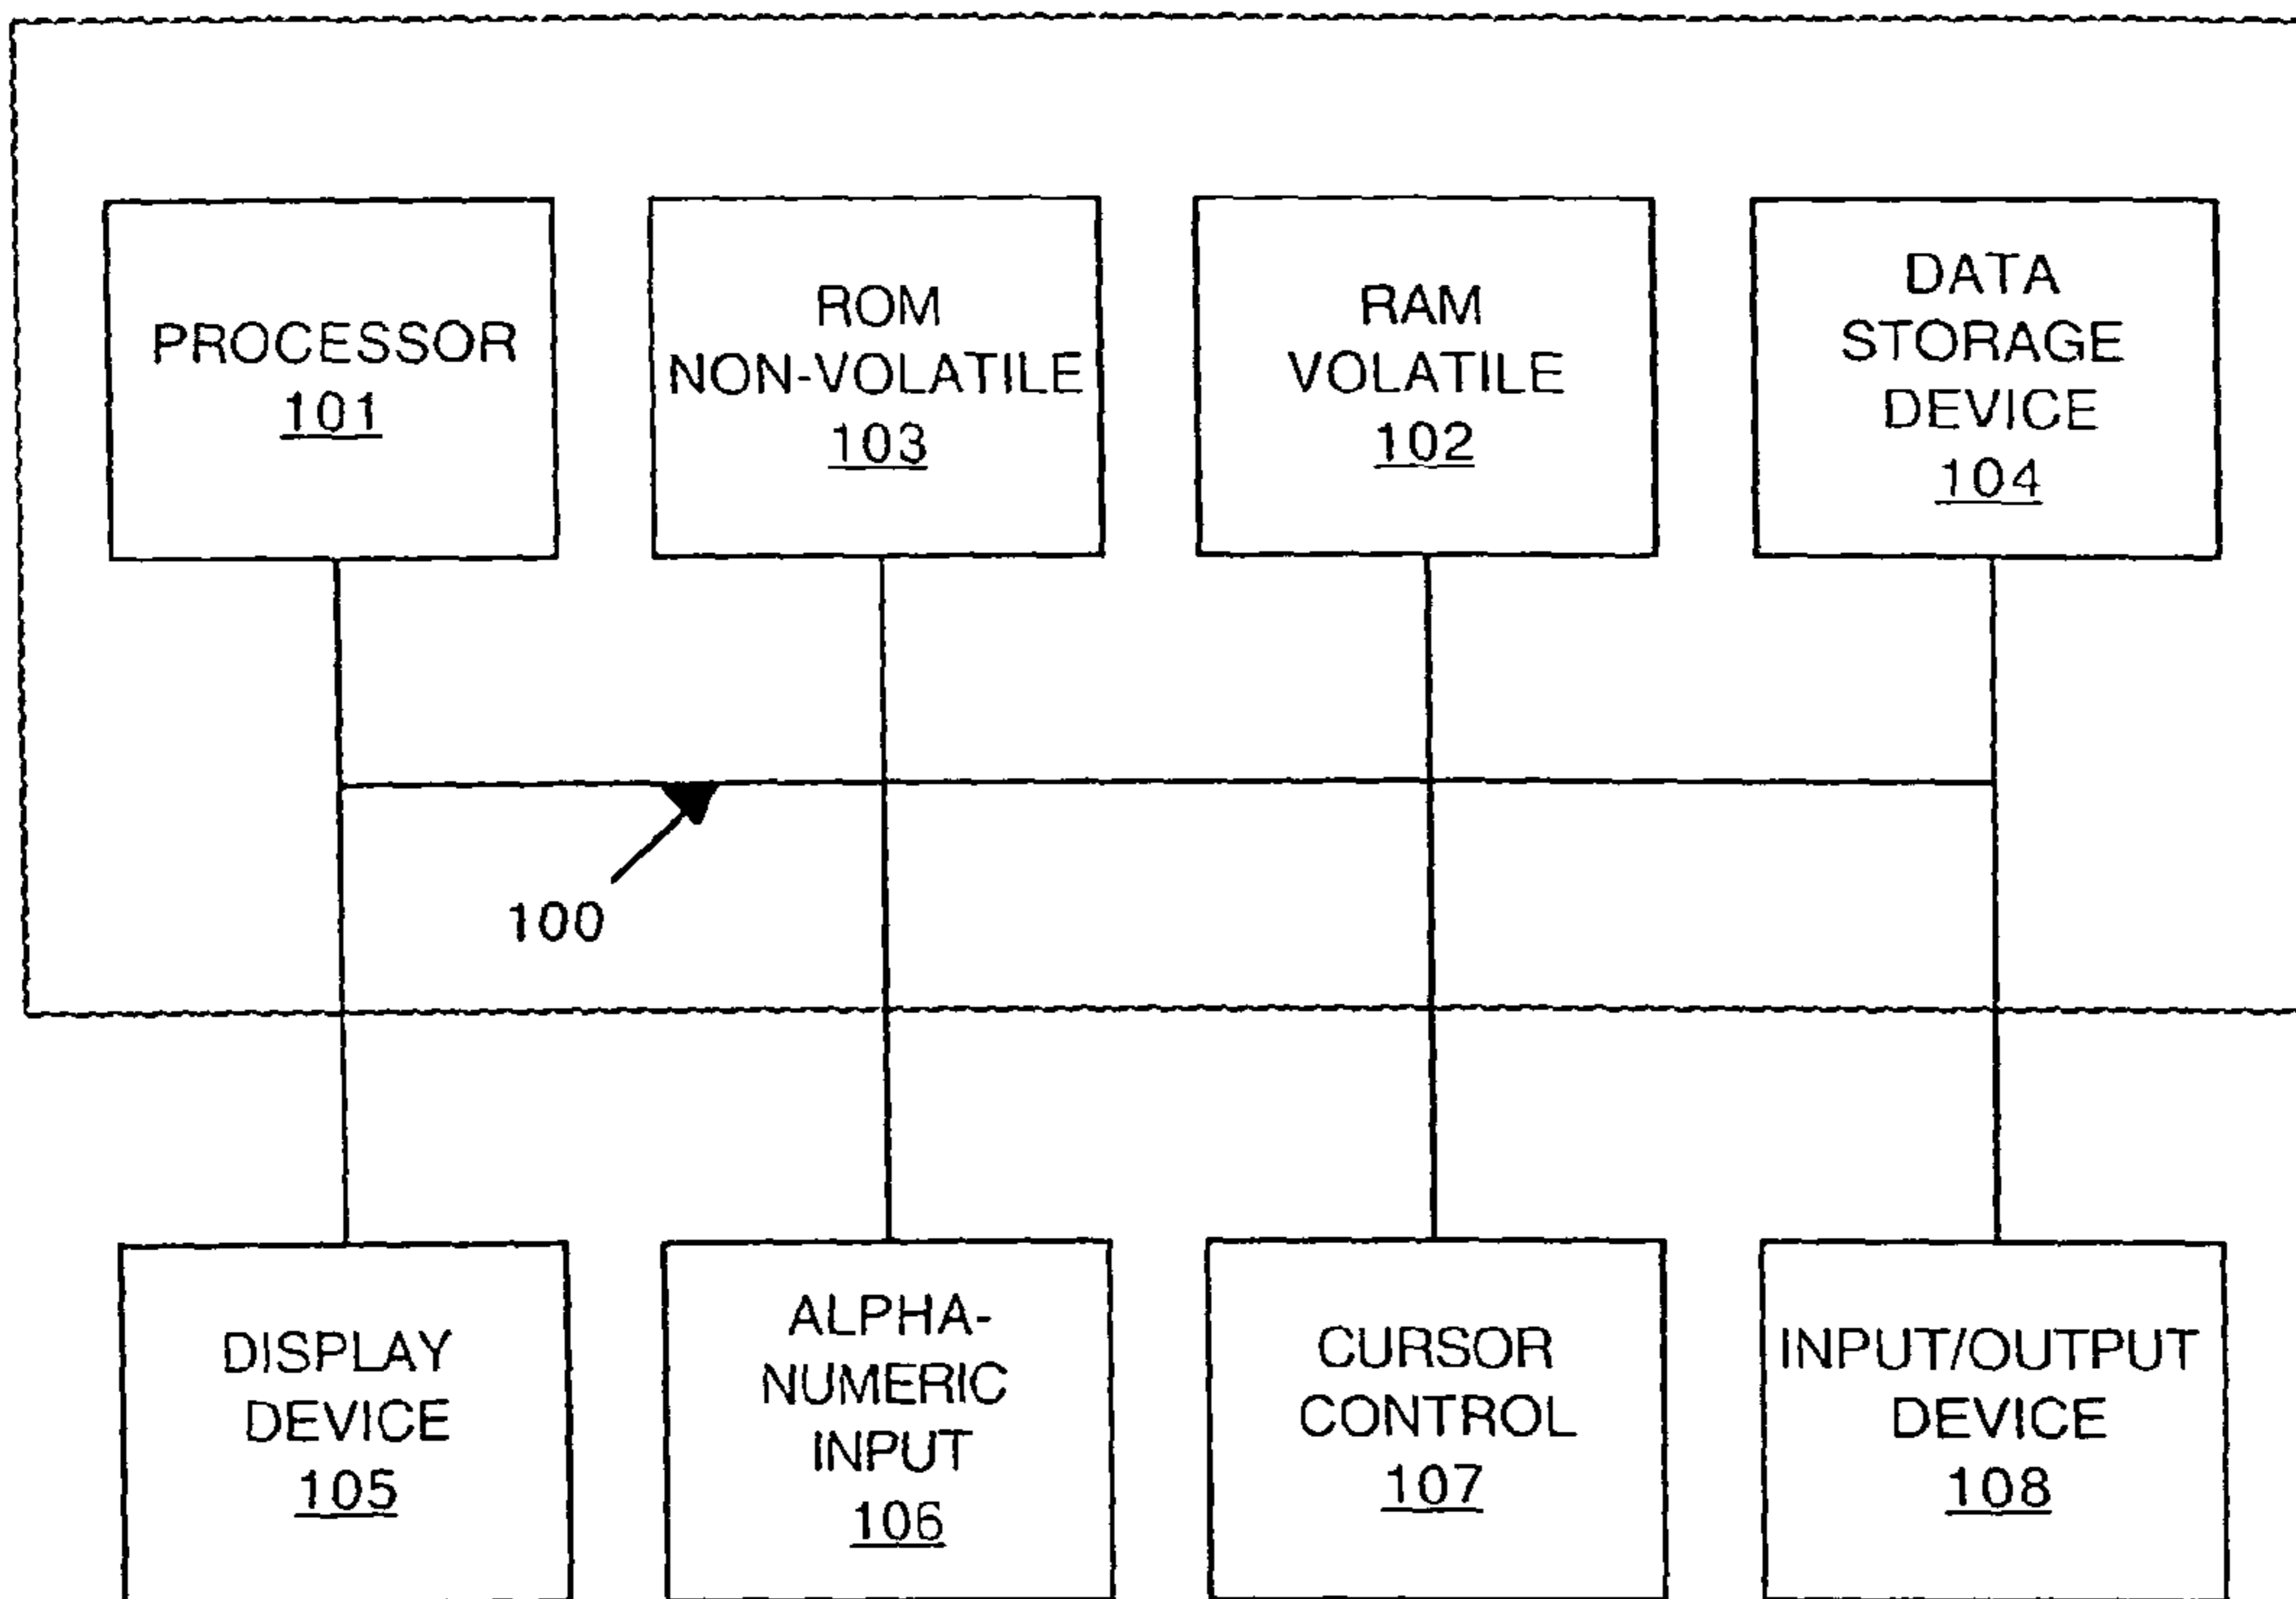 PROCESSOR
101
ROM
NON-VOLATILE
103
RAM
VOLATILE
102
DATA
STORAGE
DEVICE
104
100
DISPLAY
DEVICE
105
ALPHA-
NUMERIC
INPUT
106
CURSOR
CONTROL
107
INPUT/OUTPUT
DEVICE
108